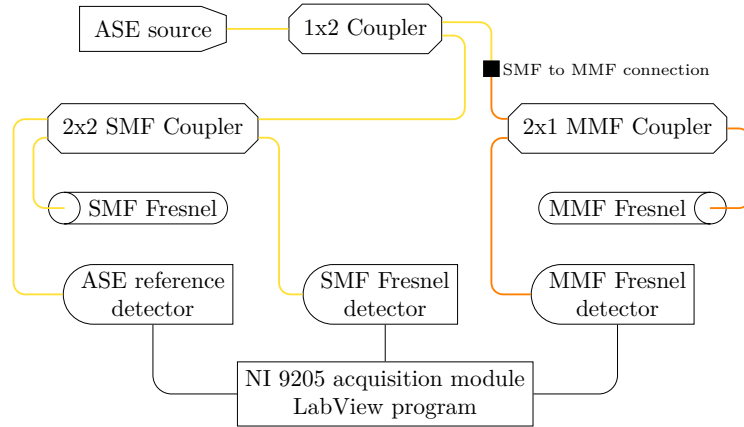 ASE source
1x2 Coupler
SMF to MMF connection
2x2 SMF Coupler
2x1 MMF Coupler
SMF Fresnel
MMF Fresnel
ASE reference
detector
SMF Fresnel
detector
MMF Fresnel
detector
NI 9205 acquisition module
LabView program